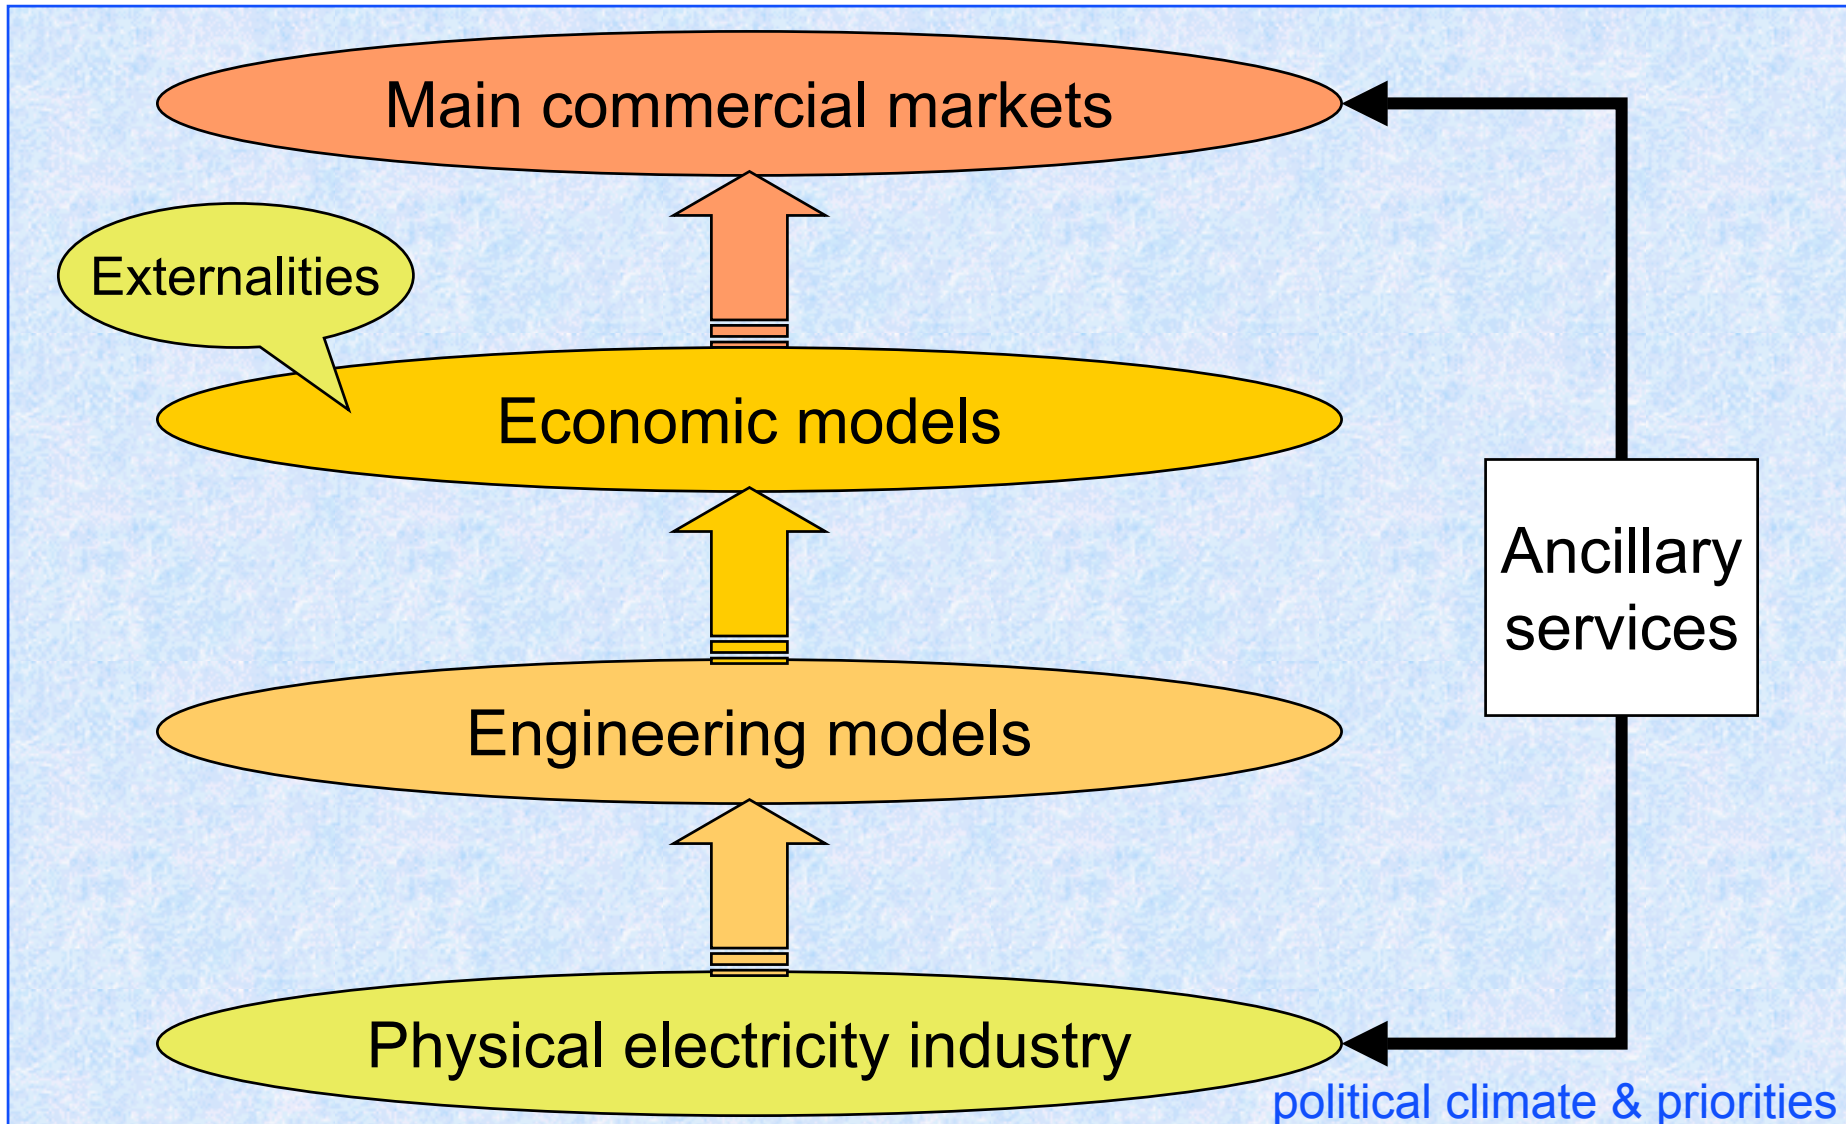 Main commercial markets
Externalities
Economic models
Ancillary
services
Engineering models
Physical electricity industry
political climate & priorities